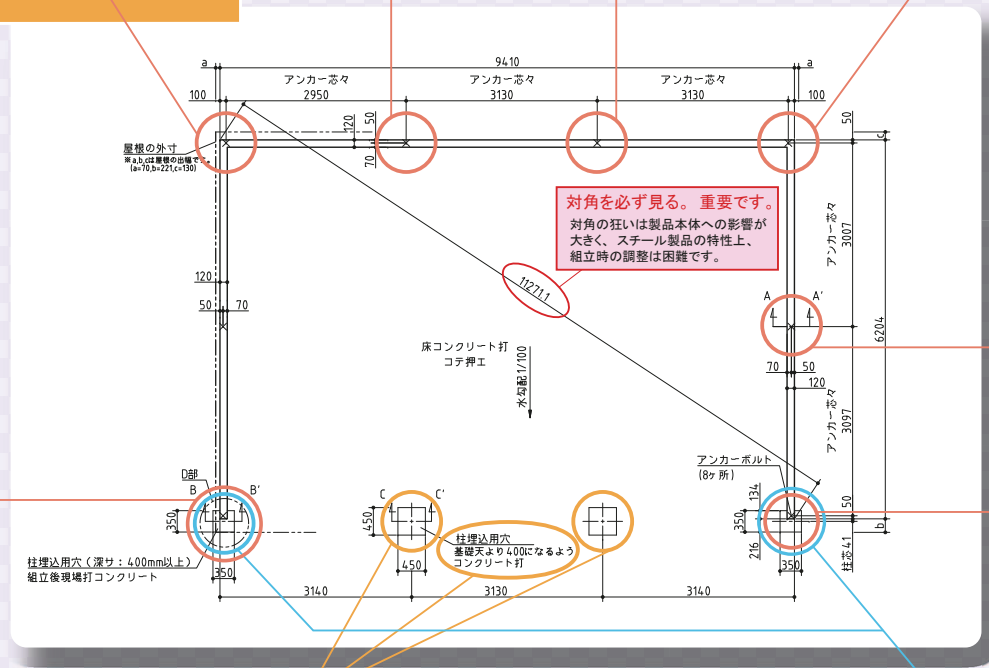 a 9410 a
アンカー芯々 アンカー芯々 アンカー芯々
100 2950 3130 3130 100
120 50 50
70
c
屋根の外寸
※a,b,cは屋根の出幅です。
(a=70,b=221,c=130)
対角を必ず見る。 重要です。
対角の狂いは製品本体への影響が
大きく、スチール製品の特性上、
組立時の調整は困難です。
アンカー芯々
3007
120
50 70
11271.1
A A'
6204
床コンクリート打
コテ押エ
水勾配 1/100
70 50
120
アンカー芯々
3097
アンカーボルト
(8ヶ所)
D部
B B'
C C'
134
50
350 450 350
216
b
柱埋込用穴
基礎天より400になるよう
コンクリート打
柱埋込用穴(深サ:400mm以上)
組立後現場打コンクリート
350 450 350
柱芯 41
3140 3130 3140